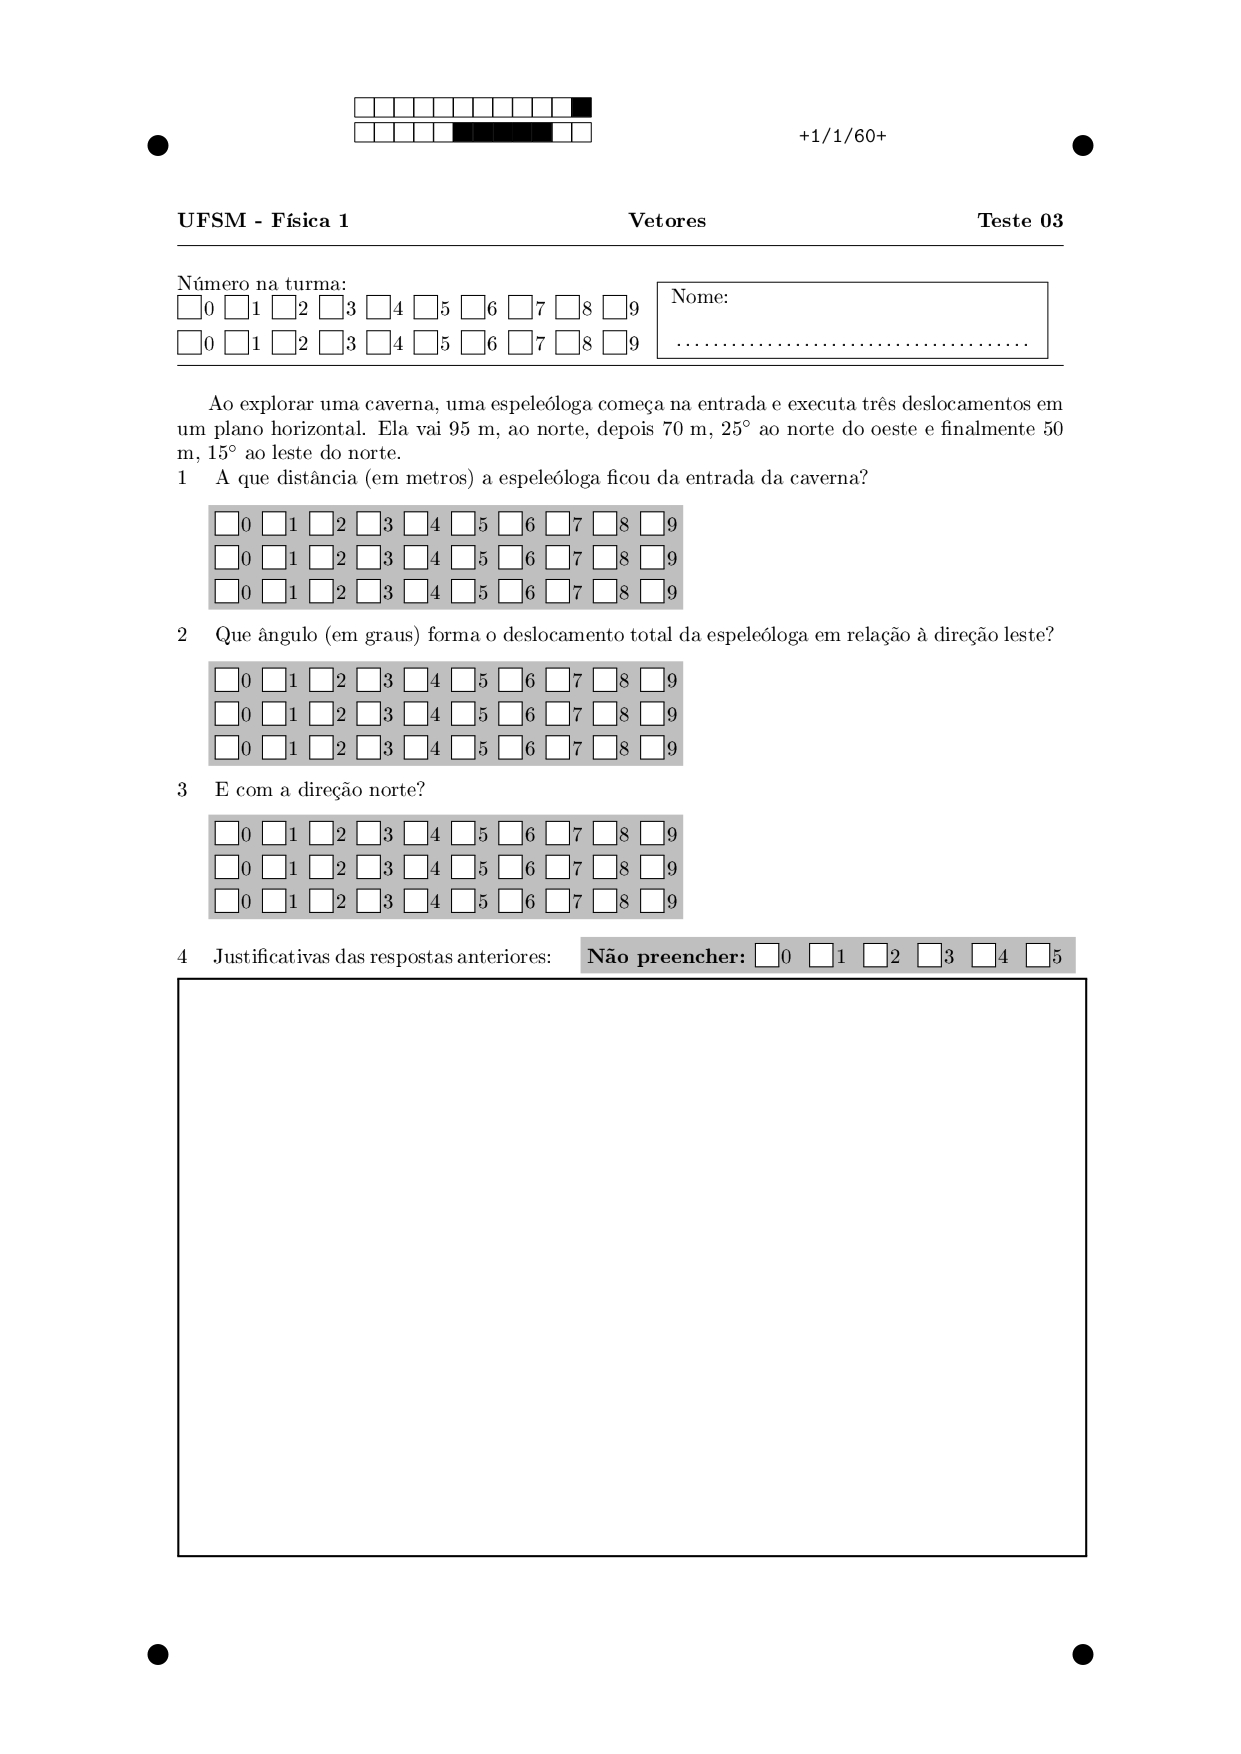 +1/1/60+
UFSM - Física 1 Vetores Teste 03
Número na turma:
0 1 2 3 4 5 6 7 8 9
0 1 2 3 4 5 6 7 8 9
Nome:
......................................
Ao explorar uma caverna, uma espeleóloga começa na entrada e executa três deslocamentos em
um plano horizontal. Ela vai 95 m, ao norte, depois 70 m, 25° ao norte do oeste e finalmente 50
m, 15° ao leste do norte.
1 A que distância (em metros) a espeleóloga ficou da entrada da caverna?
0 1 2 3 4 5 6 7 8 9
0 1 2 3 4 5 6 7 8 9
0 1 2 3 4 5 6 7 8 9
2 Que ângulo (em graus) forma o deslocamento total da espeleóloga em relação à direção leste?
0 1 2 3 4 5 6 7 8 9
0 1 2 3 4 5 6 7 8 9
0 1 2 3 4 5 6 7 8 9
3 E com a direção norte?
0 1 2 3 4 5 6 7 8 9
0 1 2 3 4 5 6 7 8 9
0 1 2 3 4 5 6 7 8 9
4 Justificativas das respostas anteriores: Não preencher: 0 1 2 3 4 5